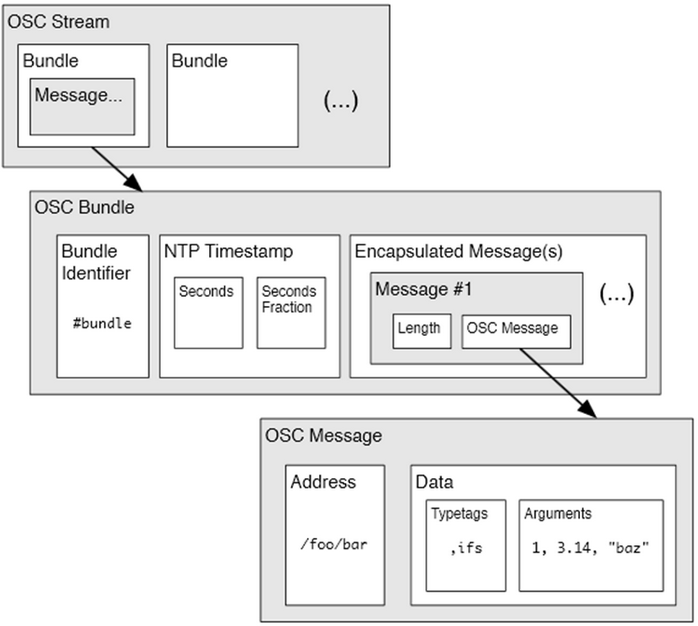 OSC Stream
Bundle
Message...
Bundle
(...)
OSC Bundle
Bundle
Identifier
#bundle
NTP Timestamp
Seconds
Seconds
Fraction
Encapsulated Message(s)
Message #1
Length
OSC Message
(...)
OSC Message
Address
/foo/bar
Data
Typetags
,ifs
Arguments
1, 3.14, "baz"